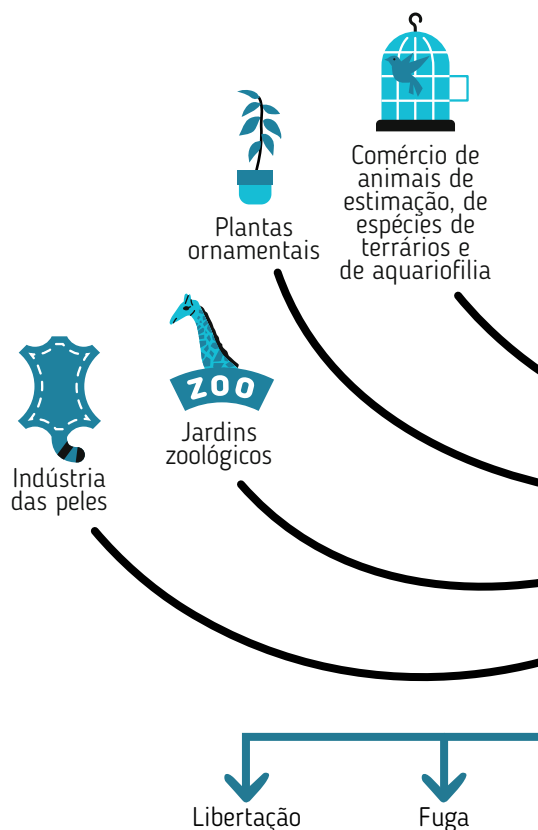 Comércio de
animais de
estimação, de
espécies de
terrários e
de aquariofilia
Plantas
ornamentais
ZOO
Jardins
zoológicos
Indústria
das peles
Libertação
Fuga